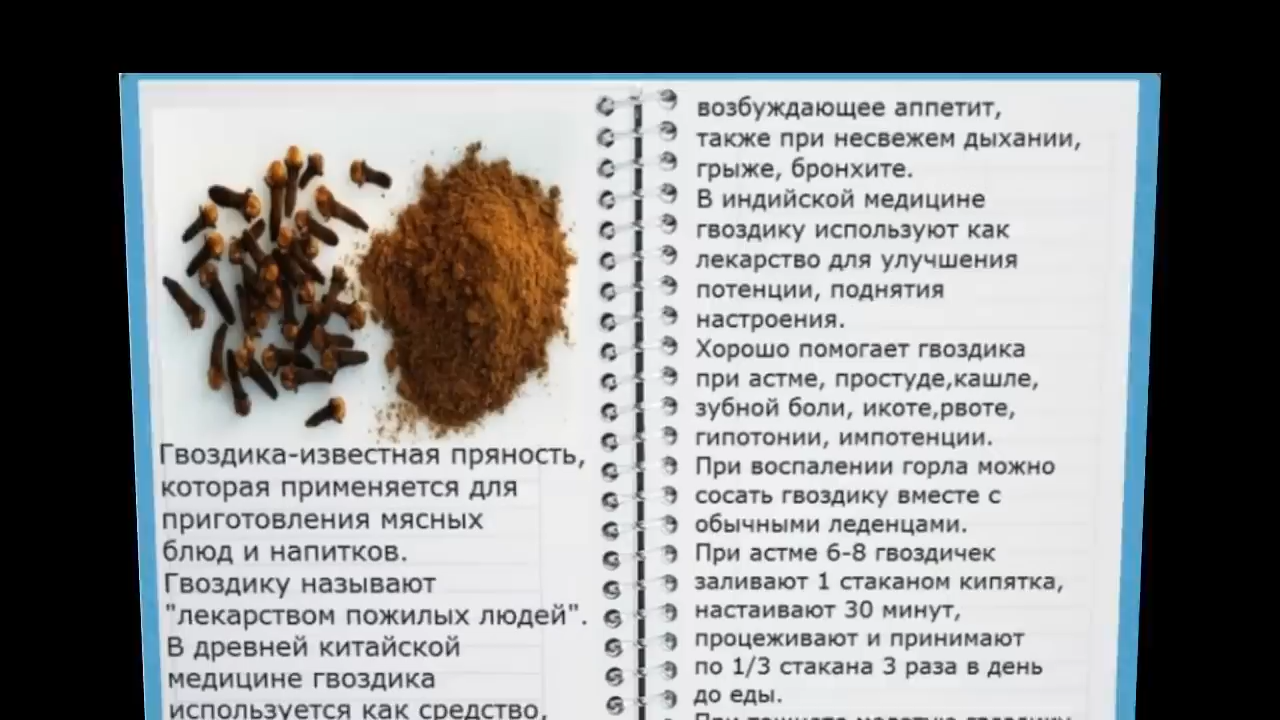 Гвоздика-известная пряность,
которая применяется для
приготовления мясных
блюд и напитков.
Гвоздику называют
"лекарством пожилых людей".
В древней китайской
медицине гвоздика
используется как средство,
возбуждающее аппетит,
также при несвежем дыхании,
грыже, бронхите.
В индийской медицине
гвоздику используют как
лекарство для улучшения
потенции, поднятия
настроения.
Хорошо помогает гвоздика
при астме, простуде,кашле,
зубной боли, икоте,рвоте,
гипотонии, импотенции.
При воспалении горла можно
сосать гвоздику вместе с
обычными леденцами.
При астме 6-8 гвоздичек
заливают 1 стаканом кипятка,
настаивают 30 минут,
процеживают и принимают
по 1/3 стакана 3 раза в день
до еды.